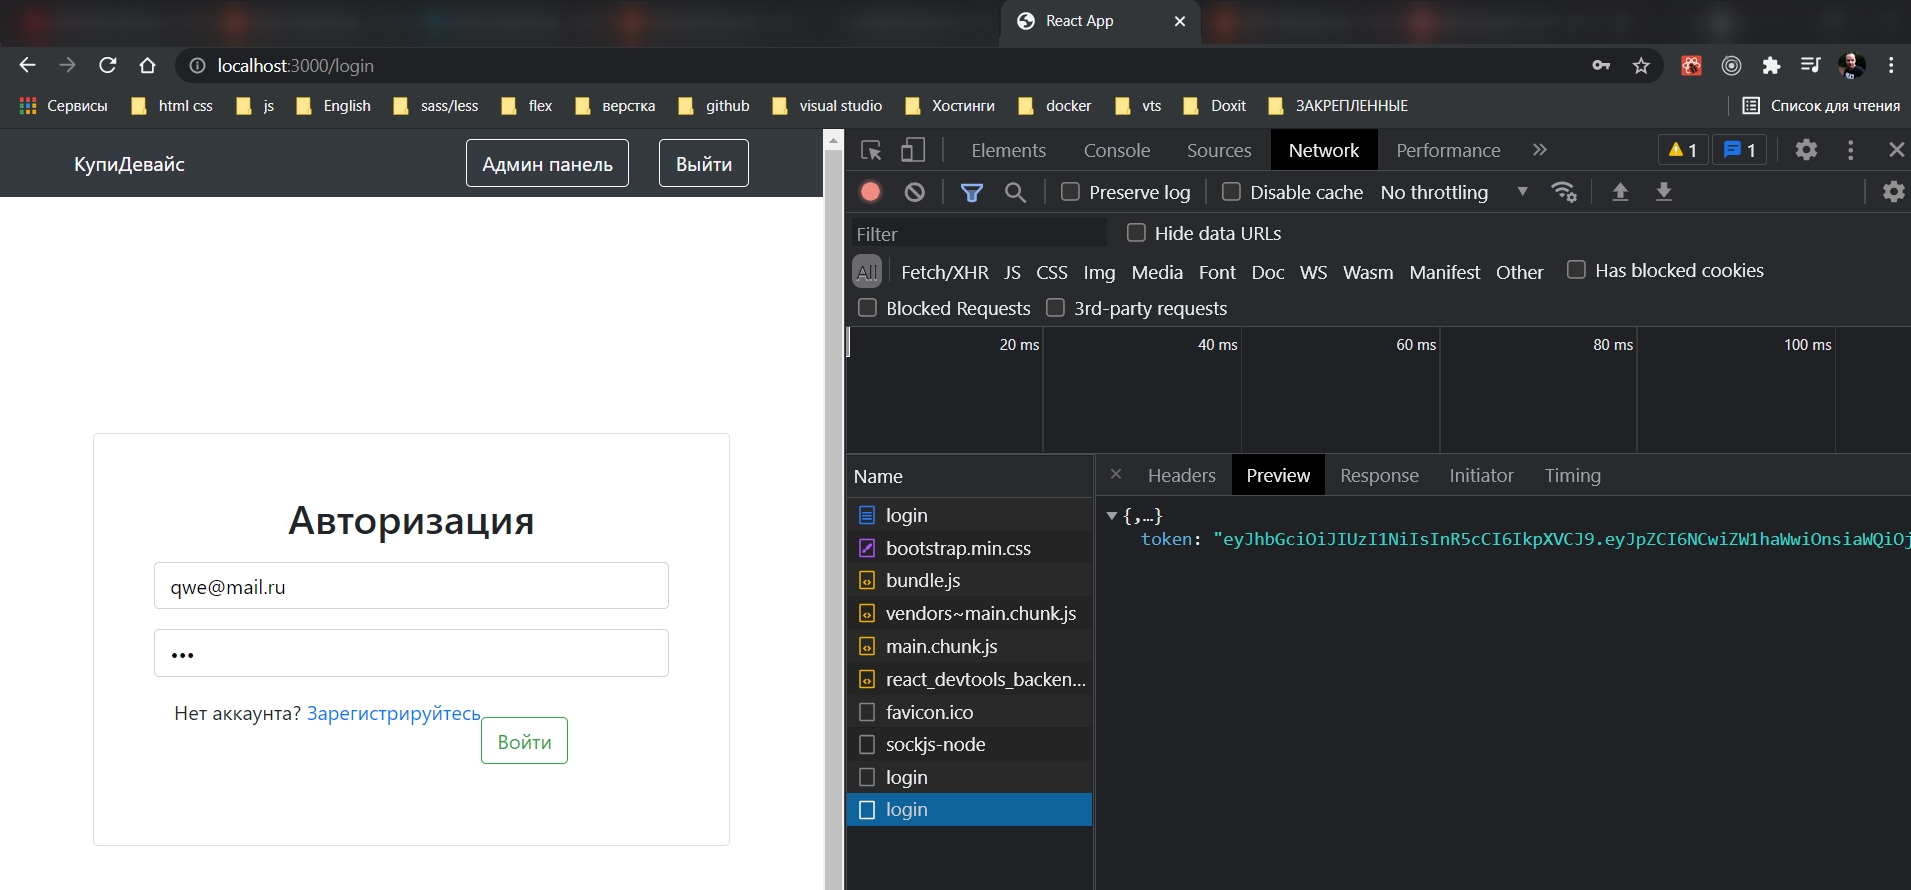 React App
localhost:3000/login
Сервисы html css js English sass/less flex верстка github visual studio Хостинги docker vts Doxit ЗАКРЕПЛЕННЫЕ Список для чтения
КупиДевайс Админ панель Выйти
Авторизация
qwe@mail.ru
•••
Нет аккаунта? Зарегистрируйтесь
Войти
Elements Console Sources Network Performance » 1 1
Preserve log Disable cache No throttling
Filter Hide data URLs
All Fetch/XHR JS CSS Img Media Font Doc WS Wasm Manifest Other Has blocked cookies
Blocked Requests 3rd-party requests
20 ms 40 ms 60 ms 80 ms 100 ms
Name
login
bootstrap.min.css
bundle.js
vendors~main.chunk.js
main.chunk.js
react_devtools_backen...
favicon.ico
sockjs-node
login
login
Headers Preview Response Initiator Timing
{,…}
token: "eyJhbGciOiJIUzI1NiIsInR5cCI6IkpXVCJ9.eyJpZCI6NCwiZW1haWwiOnsiaWQiOj